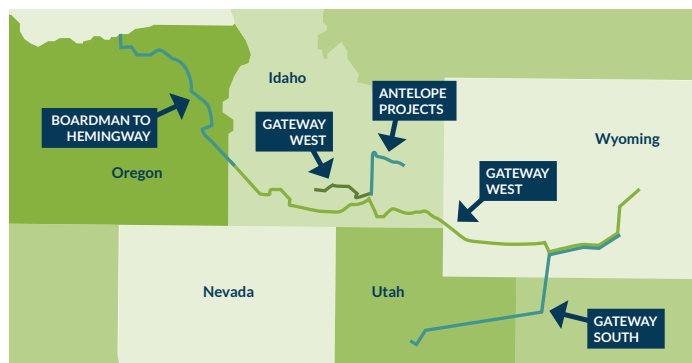 Idaho
ANTELOPE
PROJECTS
BOARDMAN TO
HEMINGWAY
GATEWAY
WEST
Wyoming
Oregon
GATEWAY
WEST
Nevada
Utah
GATEWAY
SOUTH